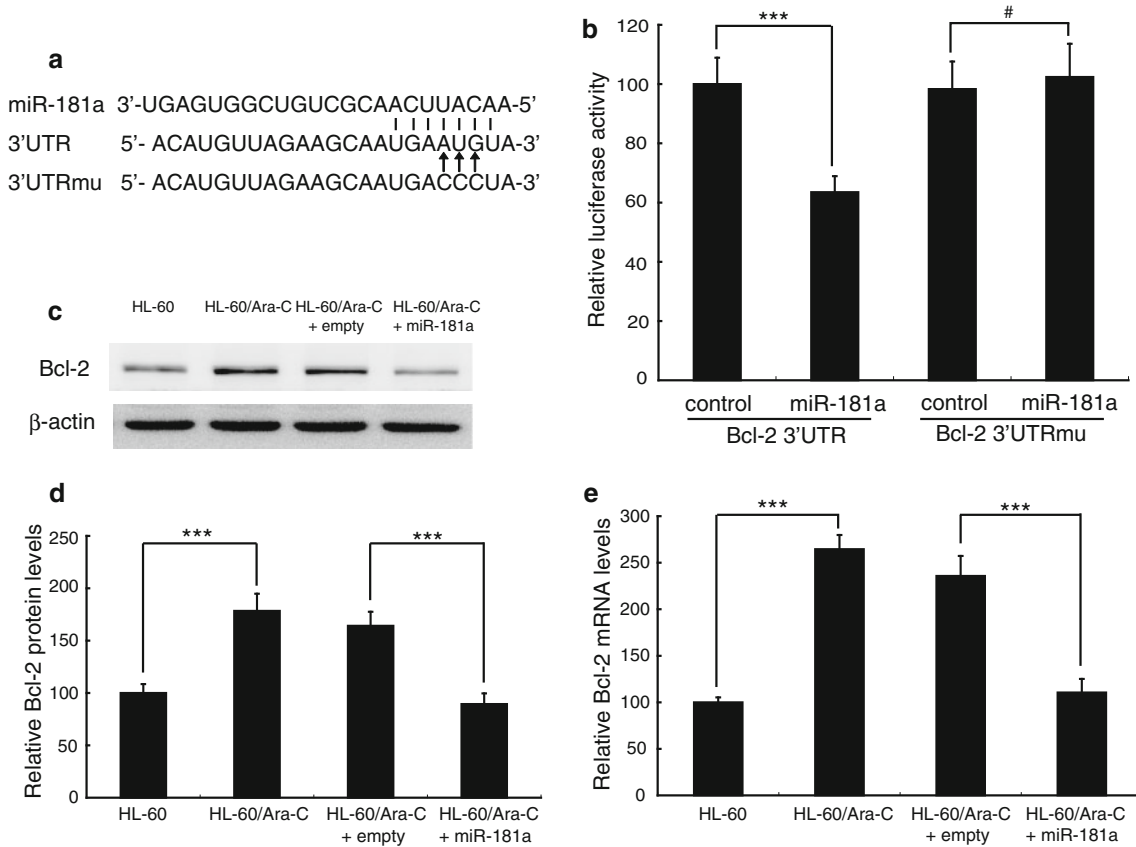 a
miR-181a 3’-UGAGUGGCUGUCGCAACUUACAA-5’
3’UTR 5’- ACAUGUUAGAAGCAAUGAAUGUA-3’
3’UTRmu 5’- ACAUGUUAGAAGCAAUGACCCUA-3’
b
Relative luciferase activity
120
100
80
60
40
20
0
***
#
control miR-181a control miR-181a
Bcl-2 3’UTR Bcl-2 3’UTRmu
c
HL-60 HL-60/Ara-C HL-60/Ara-C HL-60/Ara-C
+ empty + miR-181a
Bcl-2
β-actin
d
Relative Bcl-2 protein levels
250
200
150
100
50
0
***
***
HL-60 HL-60/Ara-C HL-60/Ara-C HL-60/Ara-C
+ empty + miR-181a
e
Relative Bcl-2 mRNA levels
300
250
200
150
100
50
0
***
***
HL-60 HL-60/Ara-C HL-60/Ara-C HL-60/Ara-C
+ empty + miR-181a